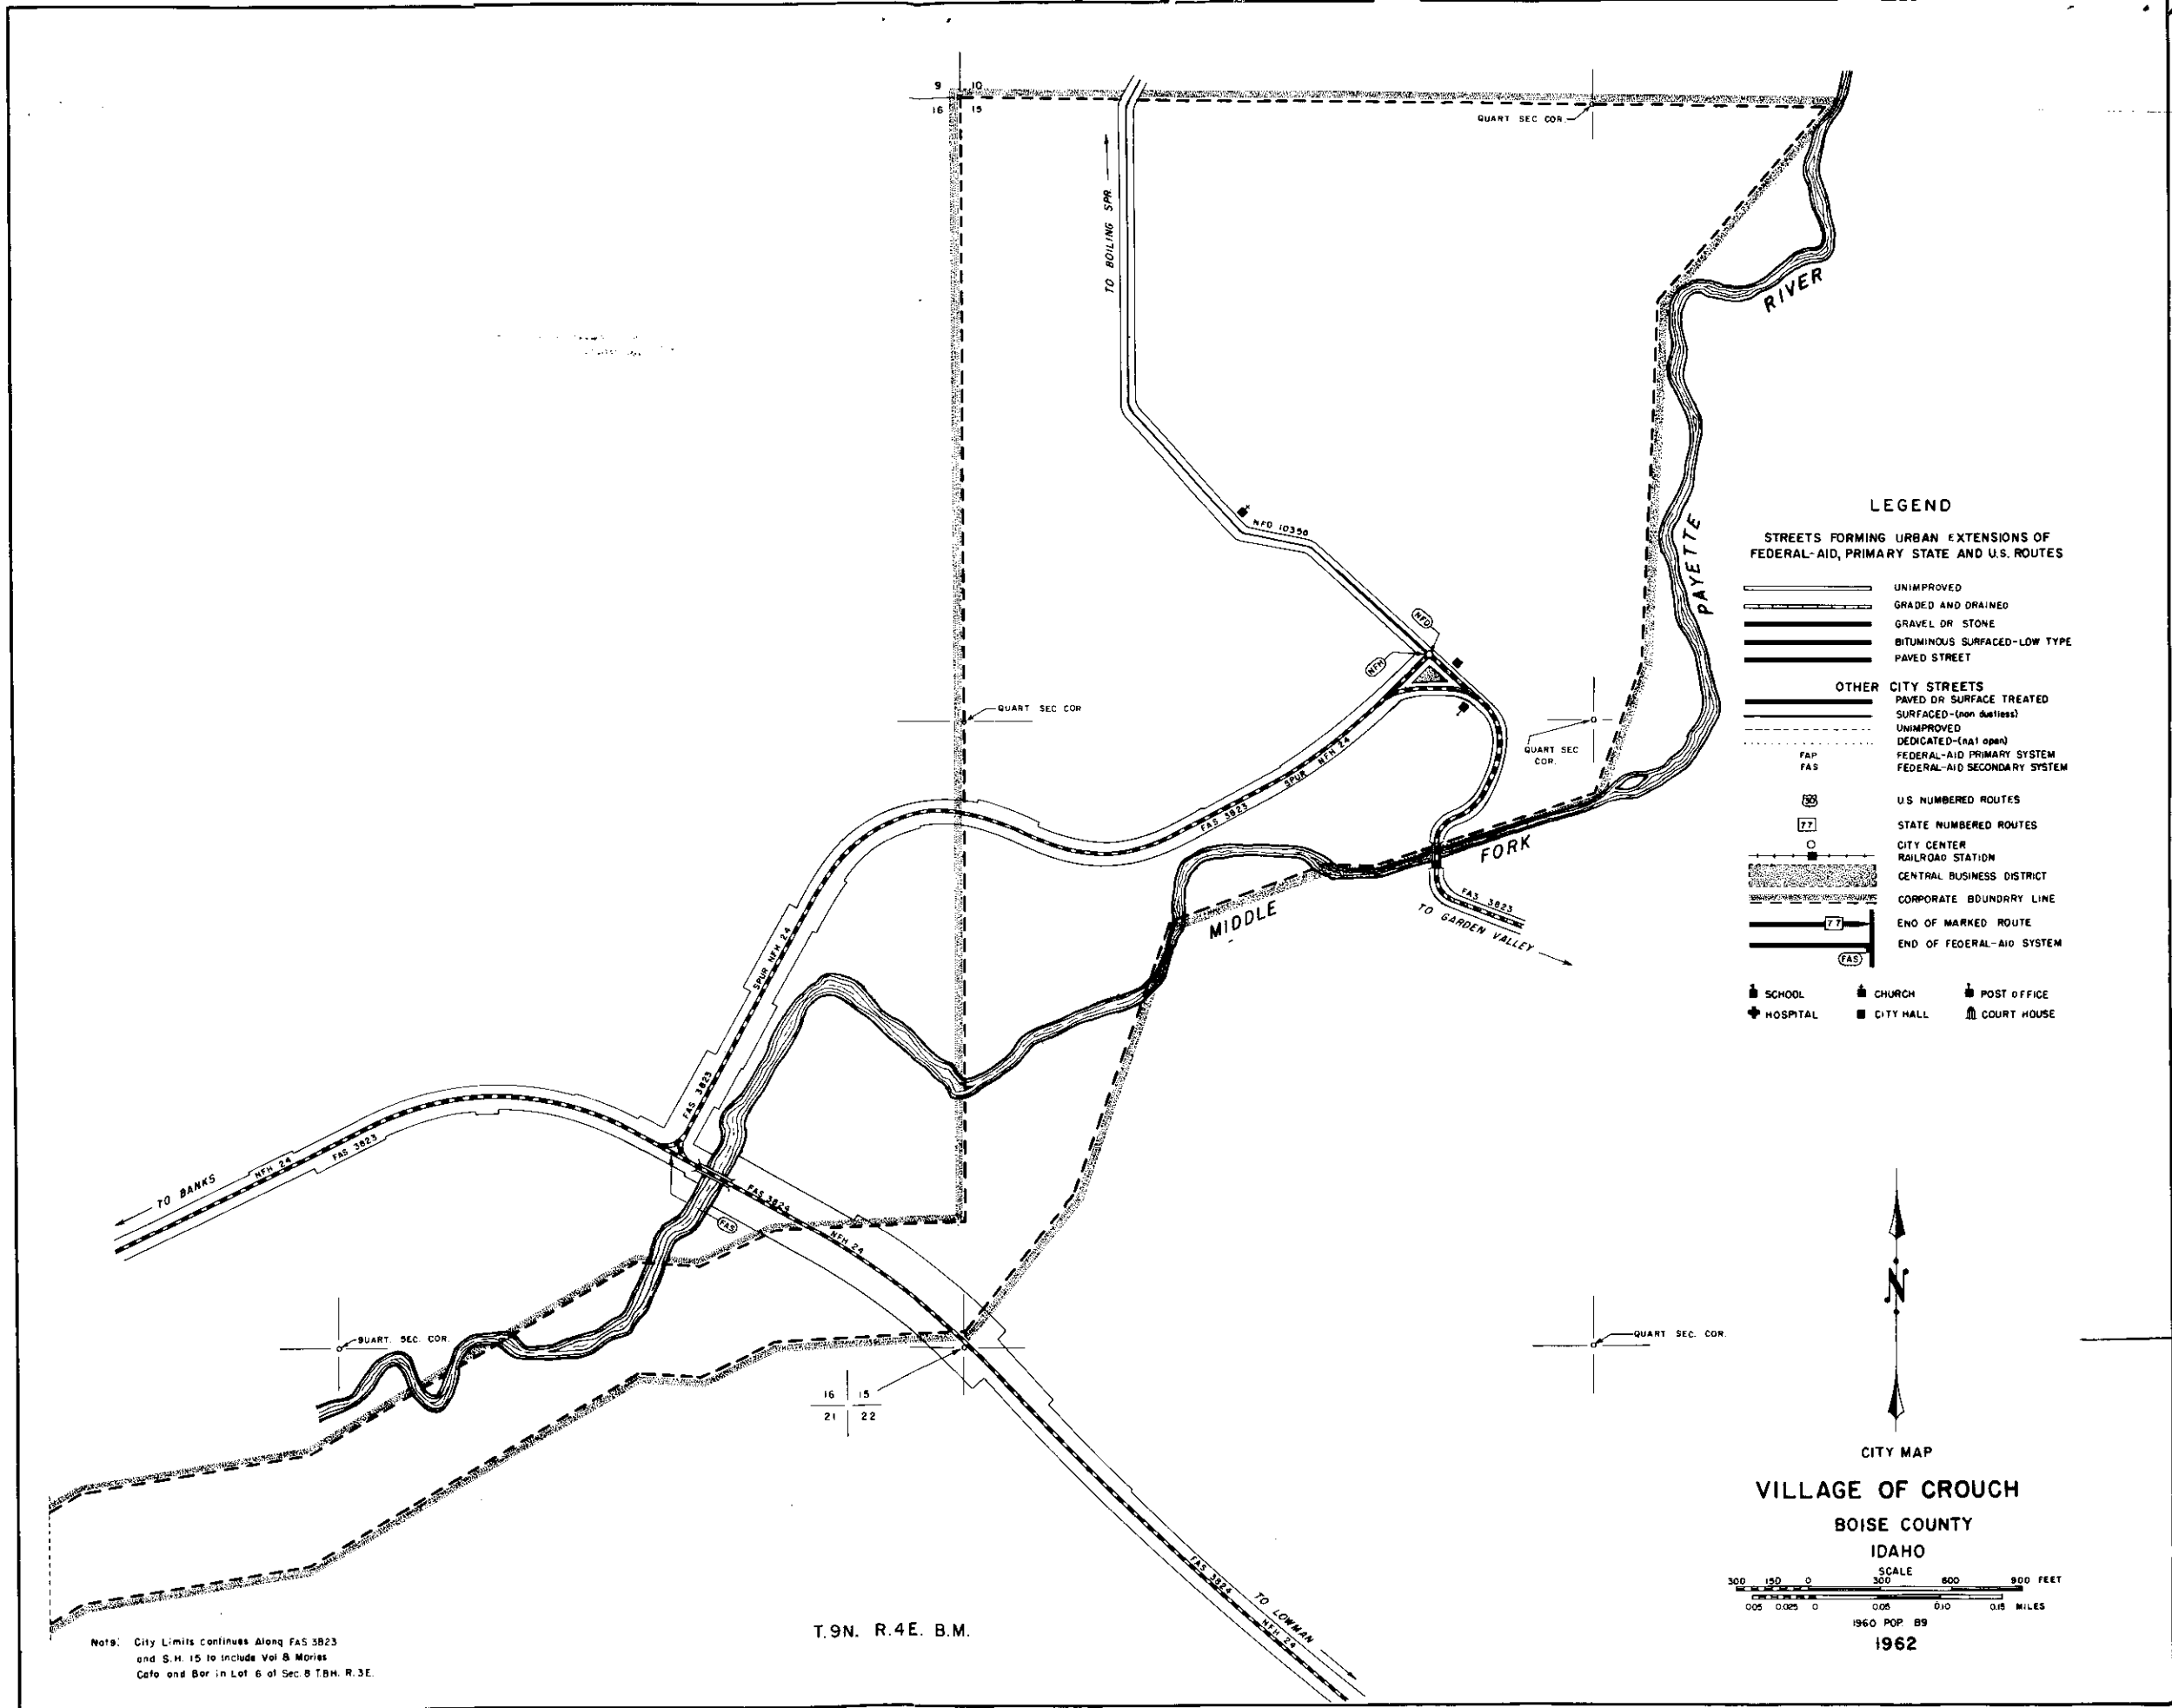 9 10
16 15
QUART SEC COR.
TO BOILING SPR.
RIVER
PAYETTE
NFD 10350
NFD
NFH
QUART SEC COR
QUART SEC
COR.
SPUR NFH 24
FAS 3823
FORK
MIDDLE
FAS 3823
TO GARDEN VALLEY
SPUR NFH 24
FAS 3823
TO BANKS
NFH 24
FAS 3823
FAS 3824
FAS
NFH 24
QUART. SEC. COR.
QUART SEC. COR.
16 15
21 22
FAS 3824
NFH 24
TO LOWMAN
T.9N. R.4E. B.M.
Note: City Limits Continues Along FAS 3823
and S.H. 15 to include Val & Mories
Cafe and Bar in Lot 6 of Sec. 8 T.8H. R.3E.
LEGEND
STREETS FORMING URBAN EXTENSIONS OF
FEDERAL-AID, PRIMARY STATE AND U.S. ROUTES
UNIMPROVED
GRADED AND DRAINED
GRAVEL OR STONE
BITUMINOUS SURFACED-LOW TYPE
PAVED STREET
OTHER CITY STREETS
PAVED OR SURFACE TREATED
SURFACED-(non dustless)
UNIMPROVED
DEDICATED-(not open)
FAP FEDERAL-AID PRIMARY SYSTEM
FAS FEDERAL-AID SECONDARY SYSTEM
30 U.S NUMBERED ROUTES
77 STATE NUMBERED ROUTES
CITY CENTER
RAILROAD STATION
CENTRAL BUSINESS DISTRICT
CORPORATE BOUNDRRY LINE
77 END OF MARKED ROUTE
END OF FEDERAL-AID SYSTEM
FAS
SCHOOL CHURCH POST OFFICE
HOSPITAL CITY HALL COURT HOUSE
N
CITY MAP
VILLAGE OF CROUCH
BOISE COUNTY
IDAHO
SCALE
300 150 0 300 600 900 FEET
005 0.025 0 0.05 0.10 0.15 MILES
1960 POP. 89
1962